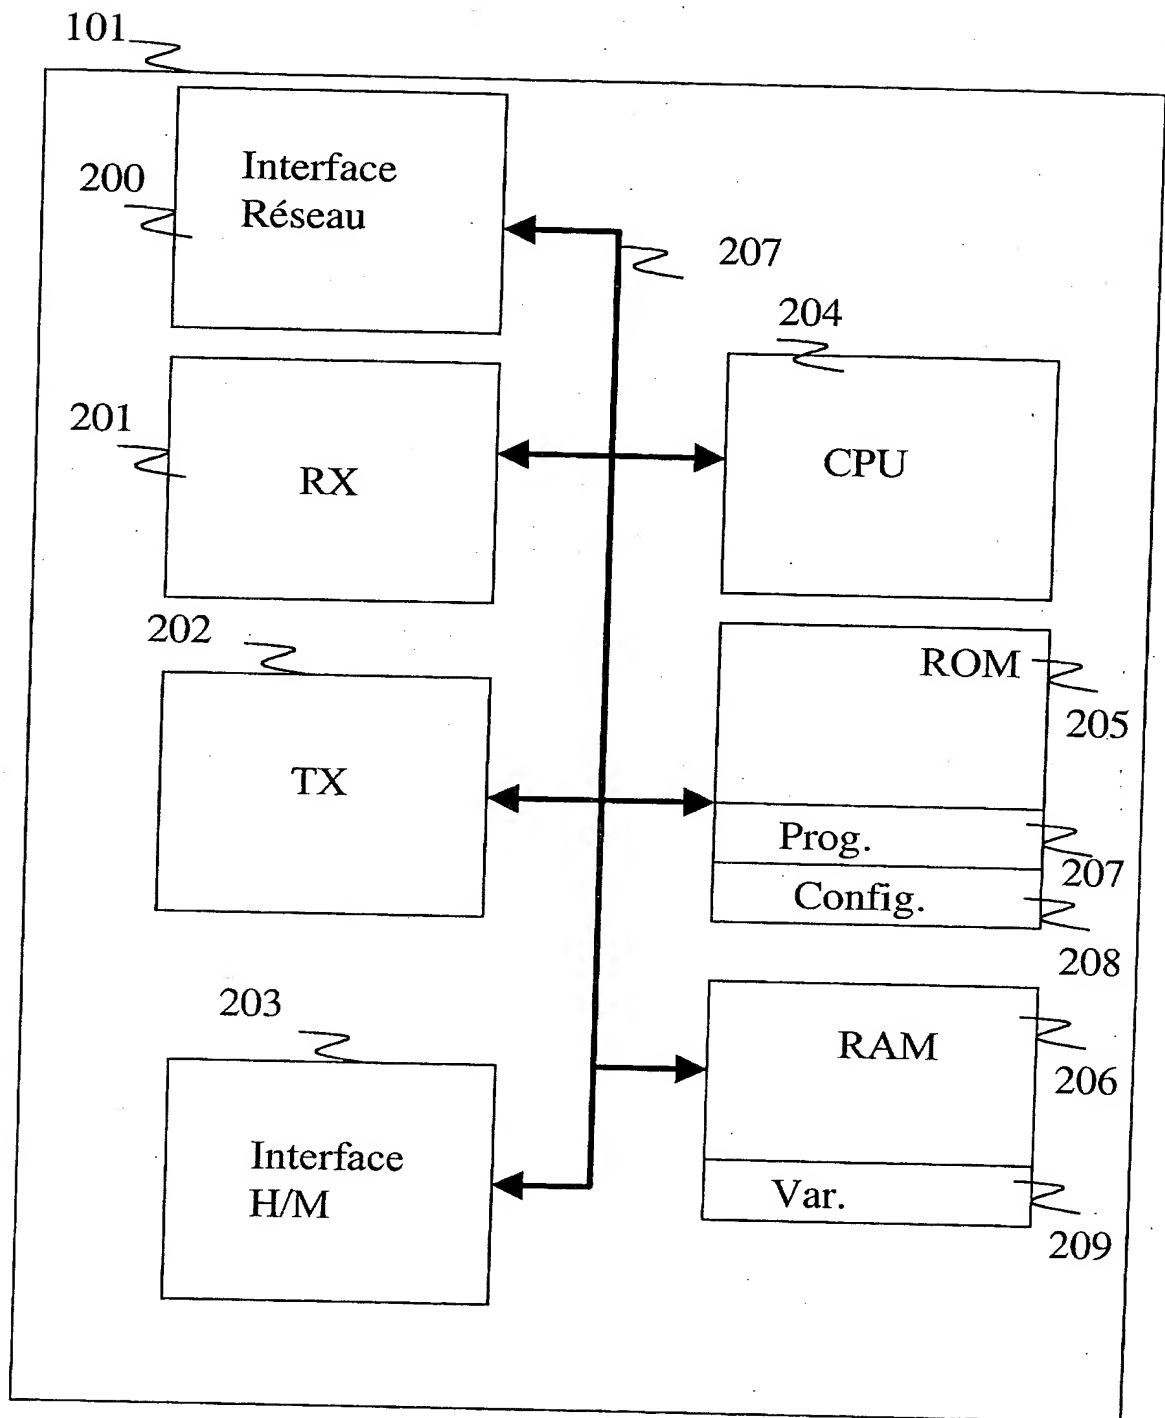 101
200
Interface
Réseau
207
204
201
RX
CPU
202
ROM
205
TX
Prog.
207
Config.
208
203
RAM
206
Interface
H/M
Var.
209